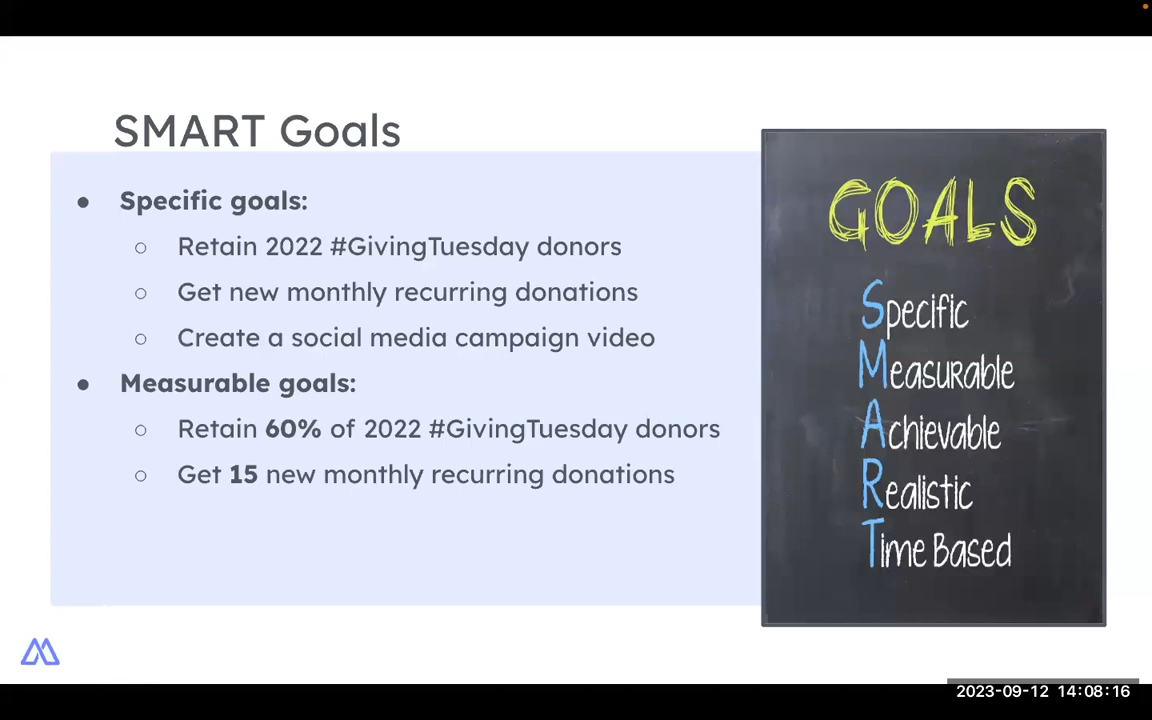 SMART Goals
● Specific goals:
○ Retain 2022 #GivingTuesday donors
○ Get new monthly recurring donations
○ Create a social media campaign video
● Measurable goals:
○ Retain 60% of 2022 #GivingTuesday donors
○ Get 15 new monthly recurring donations
GOALS
Specific
Measurable
Achievable
Realistic
Time Based
2023-09-12 14:08:16